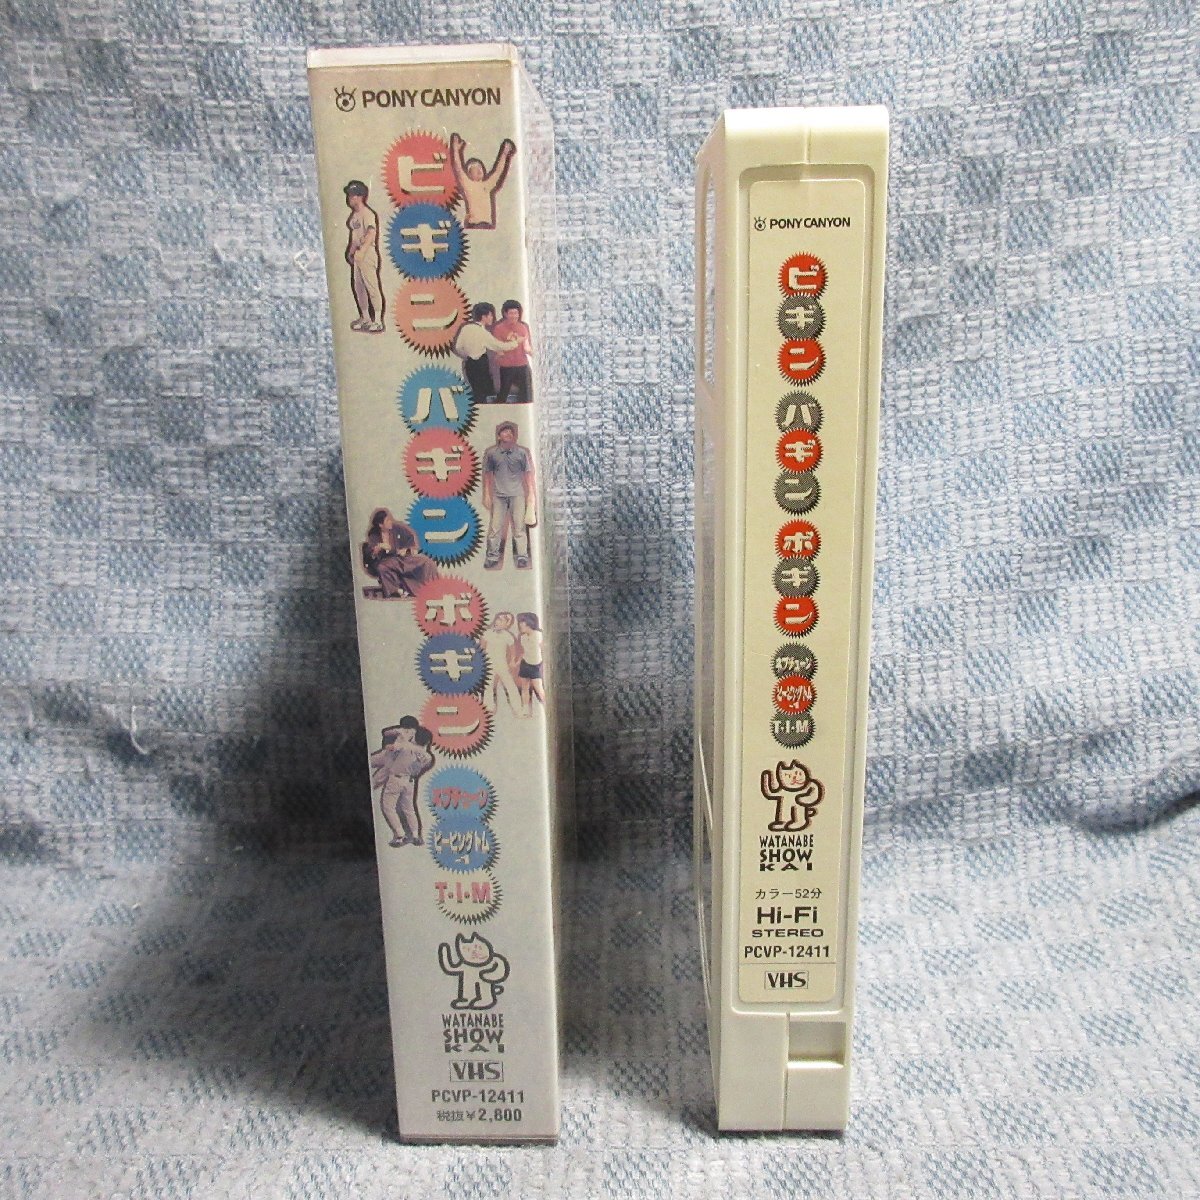 PONY CANYON
ビギン
バギン
ボギン
ネプチューン
ピーピングトム
-1
T・I・M
WATANABE
SHOW
KAI
VHS
PCVP-12411
税抜¥2,800
PONY CANYON
ビギン
バギン
ボギン
ネプチューン
ピーピングトム
-1
T・I・M
WATANABE
SHOW
KAI
カラー52分
Hi-Fi
STEREO
PCVP-12411
VHS